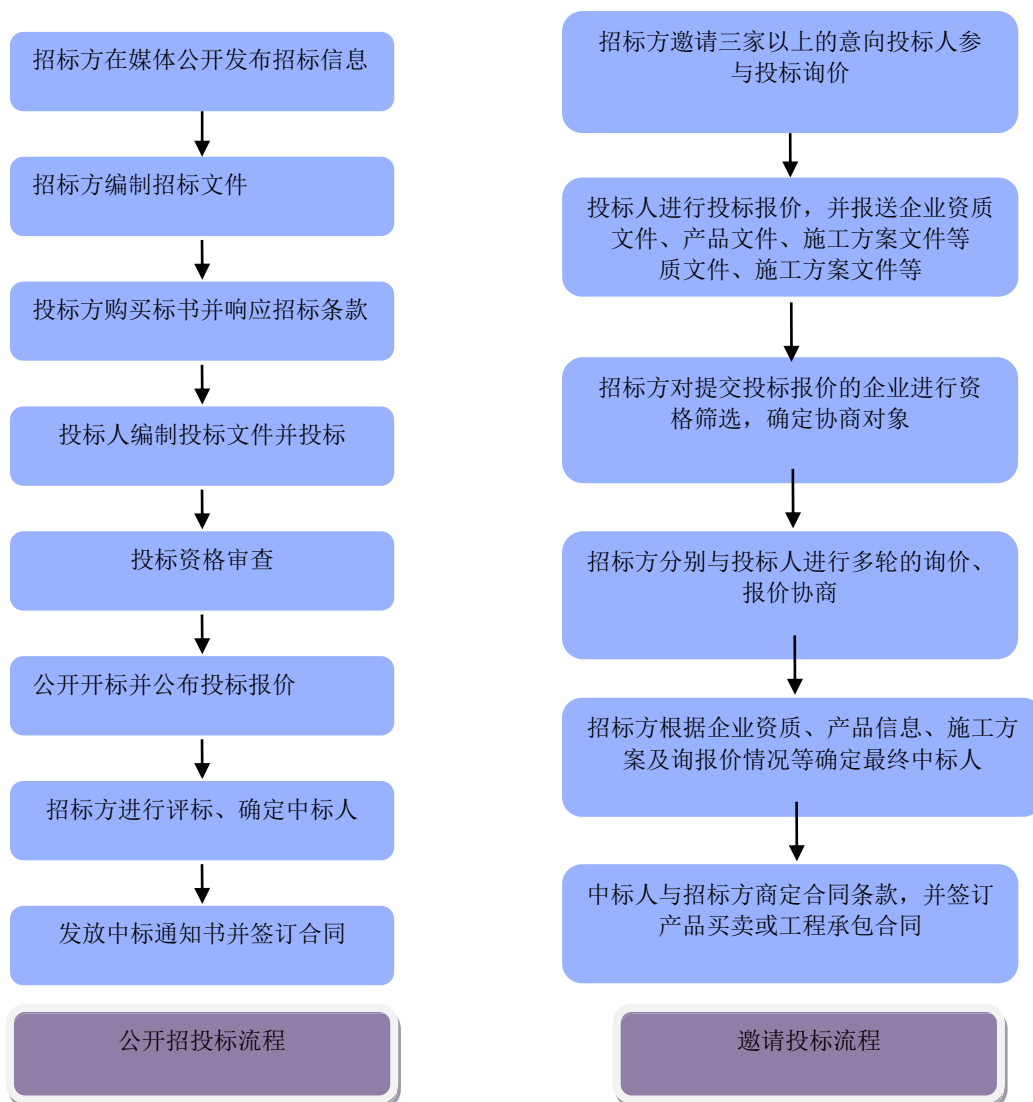 招标方在媒体公开发布招标信息
招标方编制招标文件
投标方购买标书并响应招标条款
投标人编制投标文件并投标
投标资格审查
公开开标并公布投标报价
招标方进行评标、确定中标人
发放中标通知书并签订合同
公开招投标流程
招标方邀请三家以上的意向投标人参
与投标询价
投标人进行投标报价，并报送企业资质
文件、产品文件、施工方案文件等
质文件、施工方案文件等
招标方对提交投标报价的企业进行资
格筛选，确定协商对象
招标方分别与投标人进行多轮的询价、
报价协商
招标方根据企业资质、产品信息、施工方
案及询报价情况等确定最终中标人
中标人与招标方商定合同条款，并签订
产品买卖或工程承包合同
邀请投标流程